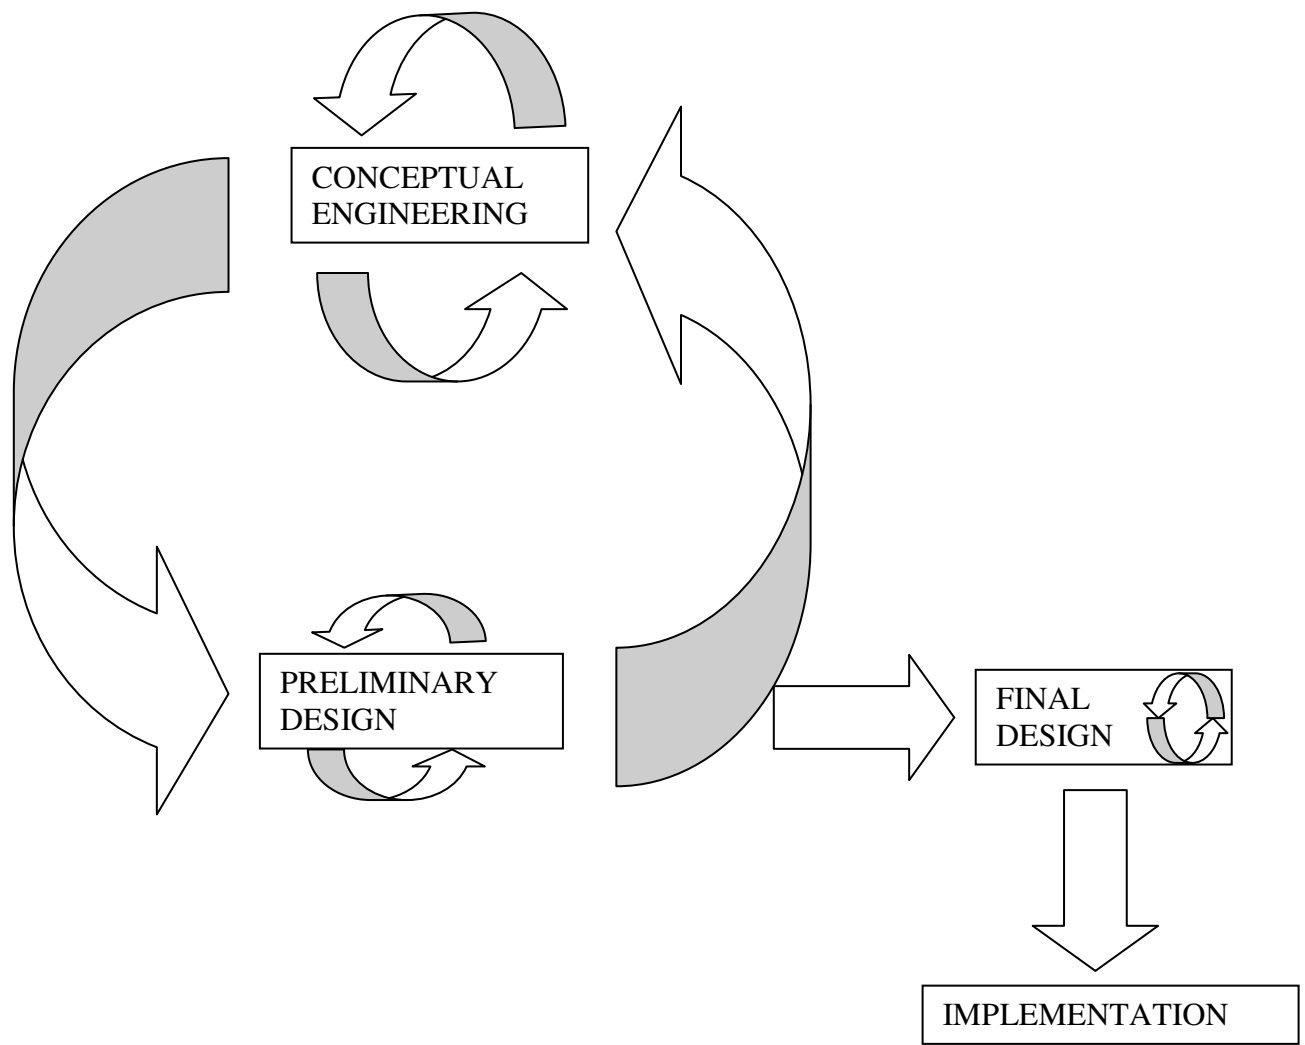 CONCEPTUAL
ENGINEERING
PRELIMINARY
DESIGN
FINAL
DESIGN
IMPLEMENTATION